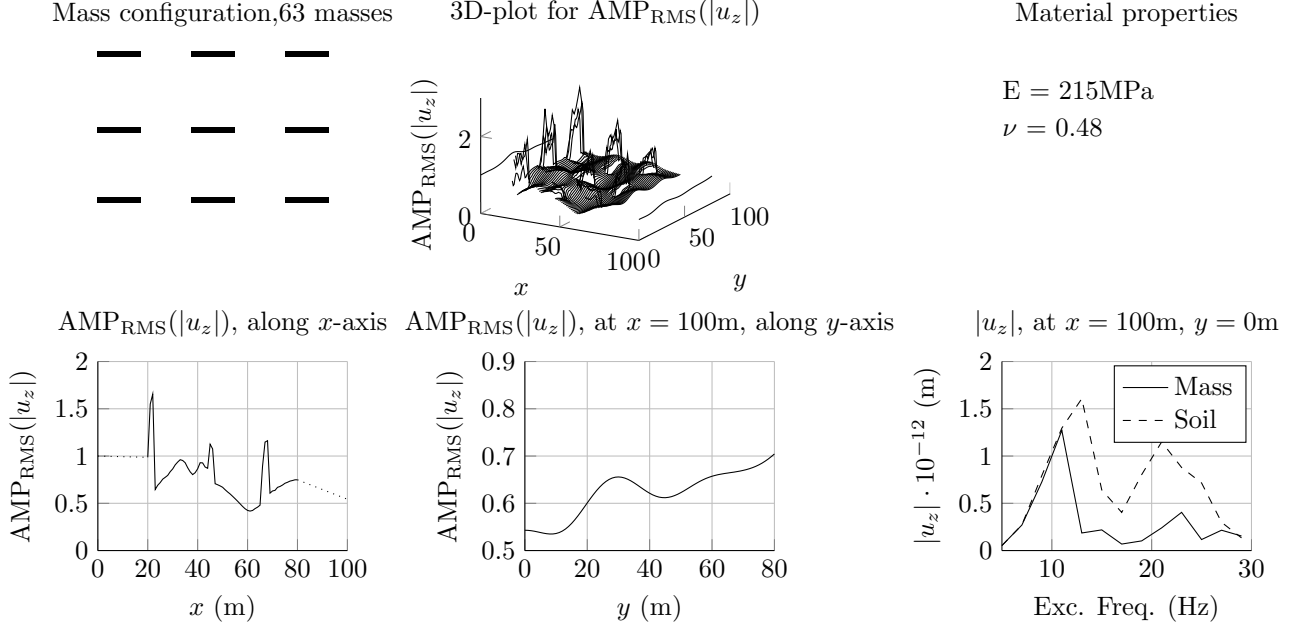 Mass configuration,63 masses
3D-plot for AMP_RMS(|u_z|)
Material properties
AMP_RMS(|u_z|)
2
0
0
50
100
x
0
50
100
y
E = 215MPa
ν = 0.48
AMP_RMS(|u_z|), along x-axis
AMP_RMS(|u_z|)
2
1.5
1
0.5
0
0 20 40 60 80 100
x (m)
AMP_RMS(|u_z|), at x = 100m, along y-axis
AMP_RMS(|u_z|)
0.9
0.8
0.7
0.6
0.5
0 20 40 60 80
y (m)
|u_z|, at x = 100m, y = 0m
|u_z| · 10^{-12} (m)
2
1.5
1
0.5
0
Mass
Soil
10 20 30
Exc. Freq. (Hz)